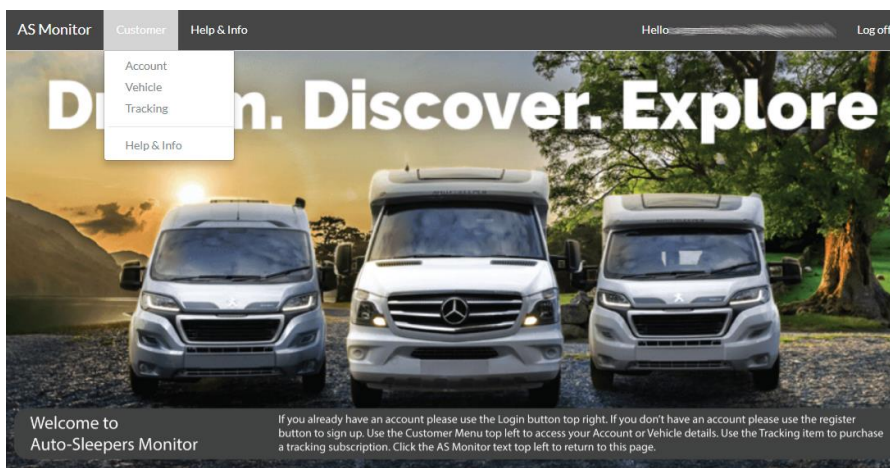 AS Monitor Customer Help & Info Hello Log off
Account
Vehicle
Tracking
Help & Info
Discover. Explore
Welcome to
Auto-Sleepers Monitor
If you already have an account please use the Login button top right. If you don't have an account please use the register
button to sign up. Use the Customer Menu top left to access your Account or Vehicle details. Use the Tracking item to purchase
a tracking subscription. Click the AS Monitor text top left to return to this page.